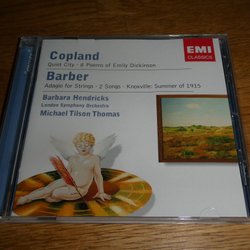 Copland
Quiet City · 8 Poems of Emily Dickinson
Barber
Adagio for Strings · 2 Songs · Knoxville: Summer of 1915
Barbara Hendricks
London Symphony Orchestra
Michael Tilson Thomas
EMI
CLASSICS